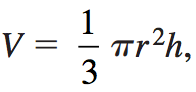 V = 1/3 πr²h,